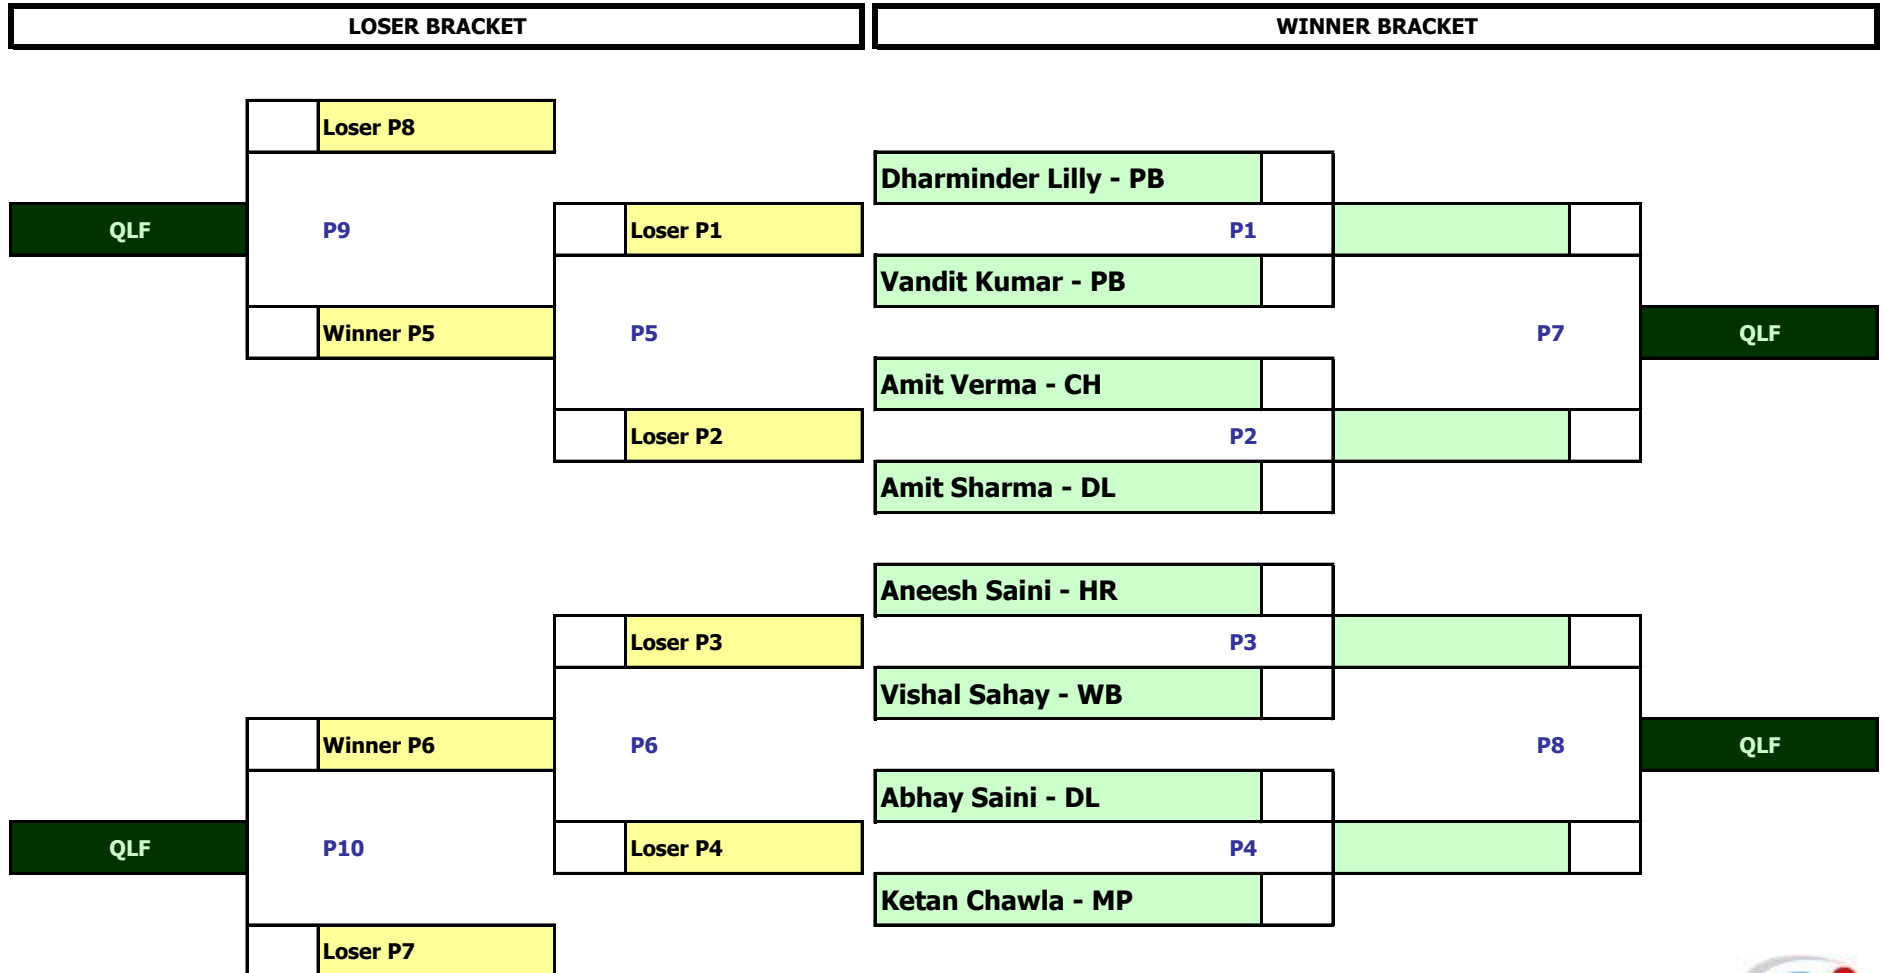 LOSER BRACKET
WINNER BRACKET
Loser P8
Dharminder Lilly - PB
QLF
P9
Loser P1
P1
Vandit Kumar - PB
Winner P5
P5
P7
QLF
Amit Verma - CH
Loser P2
P2
Amit Sharma - DL
Aneesh Saini - HR
Loser P3
P3
Vishal Sahay - WB
Winner P6
P6
P8
QLF
Abhay Saini - DL
QLF
P10
Loser P4
P4
Ketan Chawla - MP
Loser P7